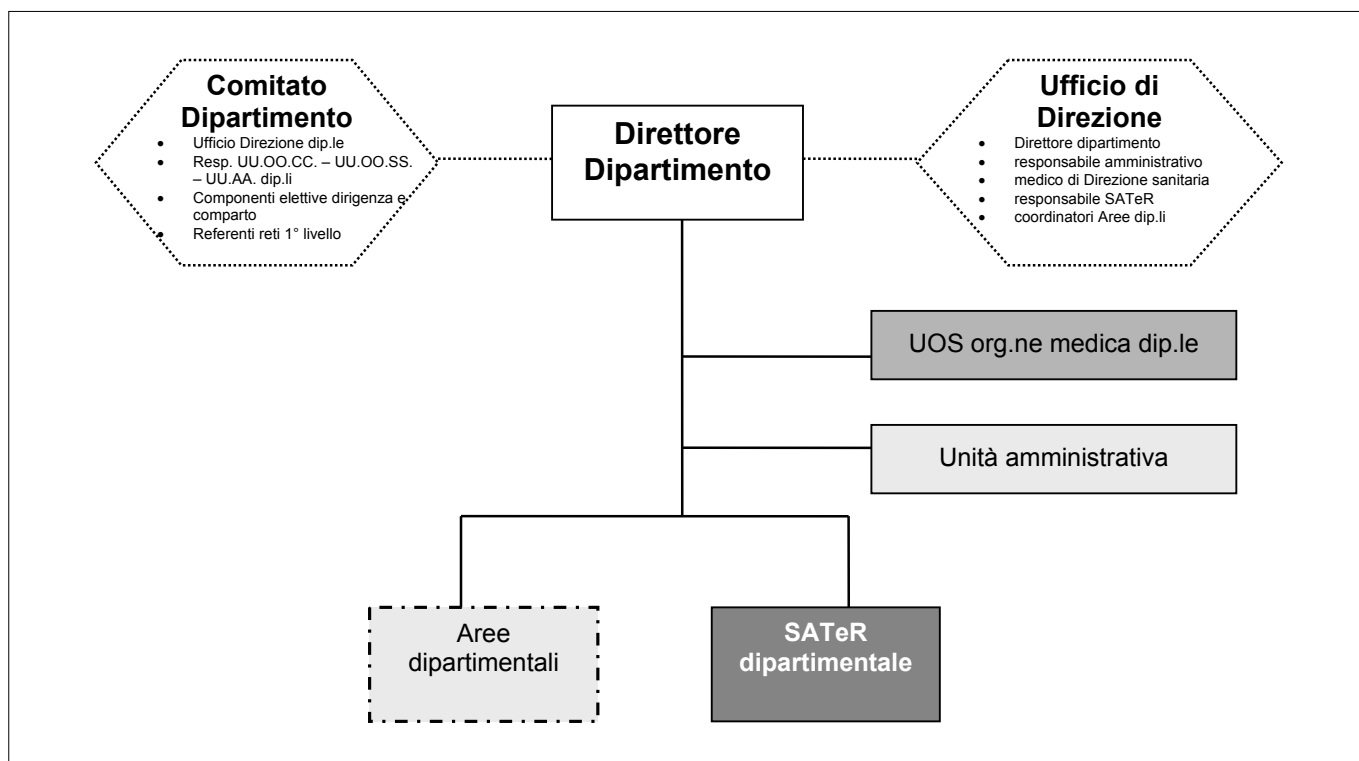 Comitato
Dipartimento
• Ufficio Direzione dip.le
• Resp. UU.OO.CC. – UU.OO.SS.
– UU.AA. dip.li
• Componenti elettive dirigenza e
comparto
• Referenti reti 1° livello
Direttore
Dipartimento
Ufficio di
Direzione
• Direttore dipartimento
• responsabile amministrativo
• medico di Direzione sanitaria
• responsabile SATeR
• coordinatori Aree dip.li
UOS org.ne medica dip.le
Unità amministrativa
Aree
dipartimentali
SATeR
dipartimentale